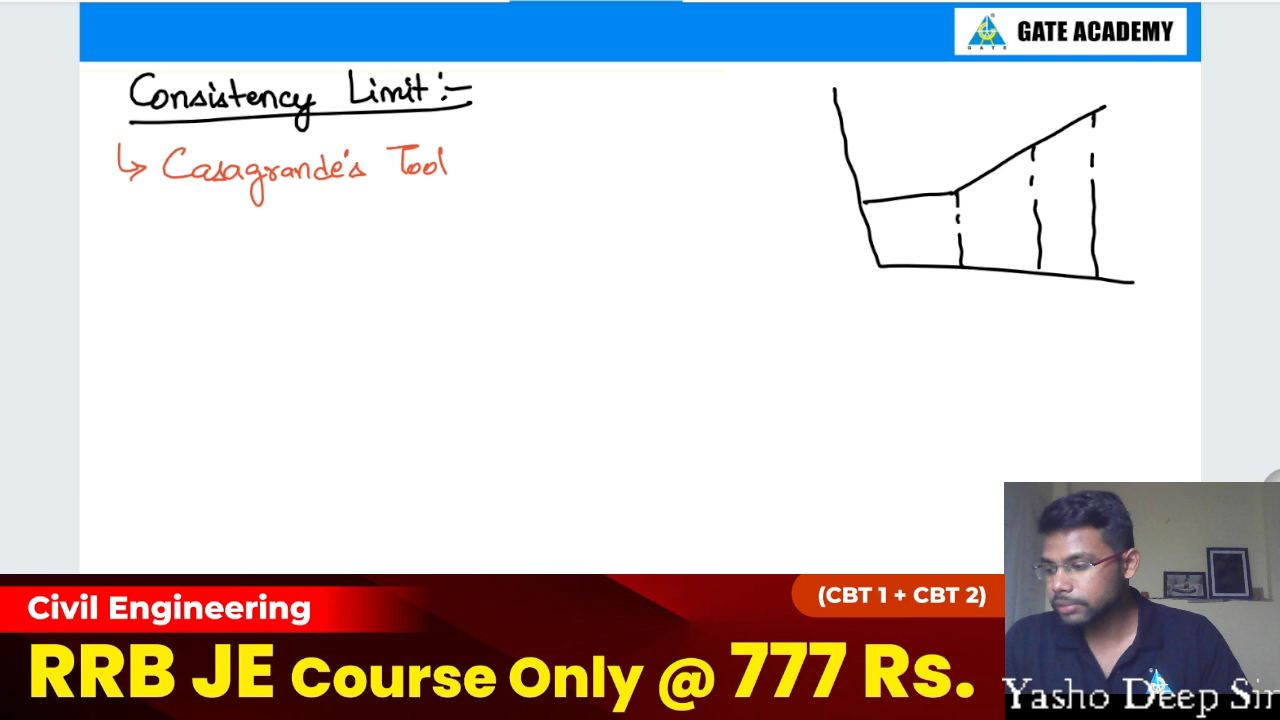 GATE ACADEMY
GATE
Consistency Limit :-
↳ Casagrande's Tool
Civil Engineering
(CBT 1 + CBT 2)
RRB JE Course Only @ 777 Rs.
Yasho Deep Sir